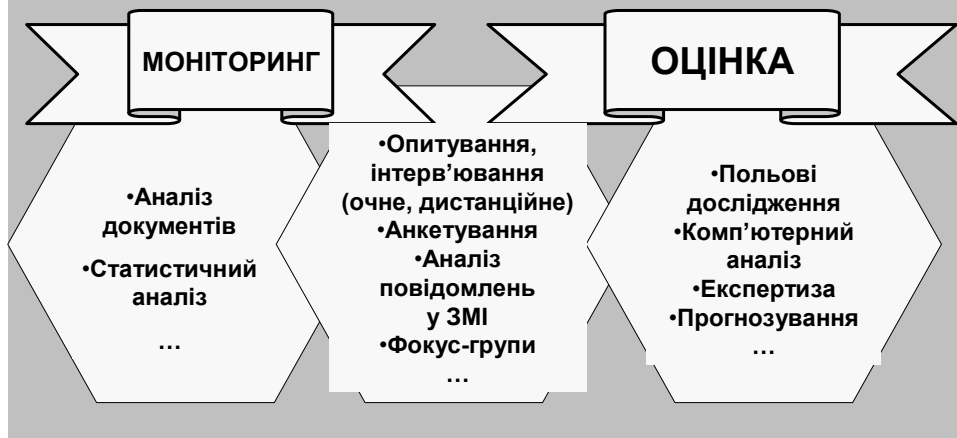 МОНІТОРИНГ
ОЦІНКА
•Аналіз
документів
•Статистичний
аналіз
…
•Опитування,
інтерв’ювання
(очне, дистанційне)
•Анкетування
•Аналіз
повідомлень
у ЗМІ
•Фокус-групи
…
•Польові
дослідження
•Комп’ютерний
аналіз
•Експертиза
•Прогнозування
…